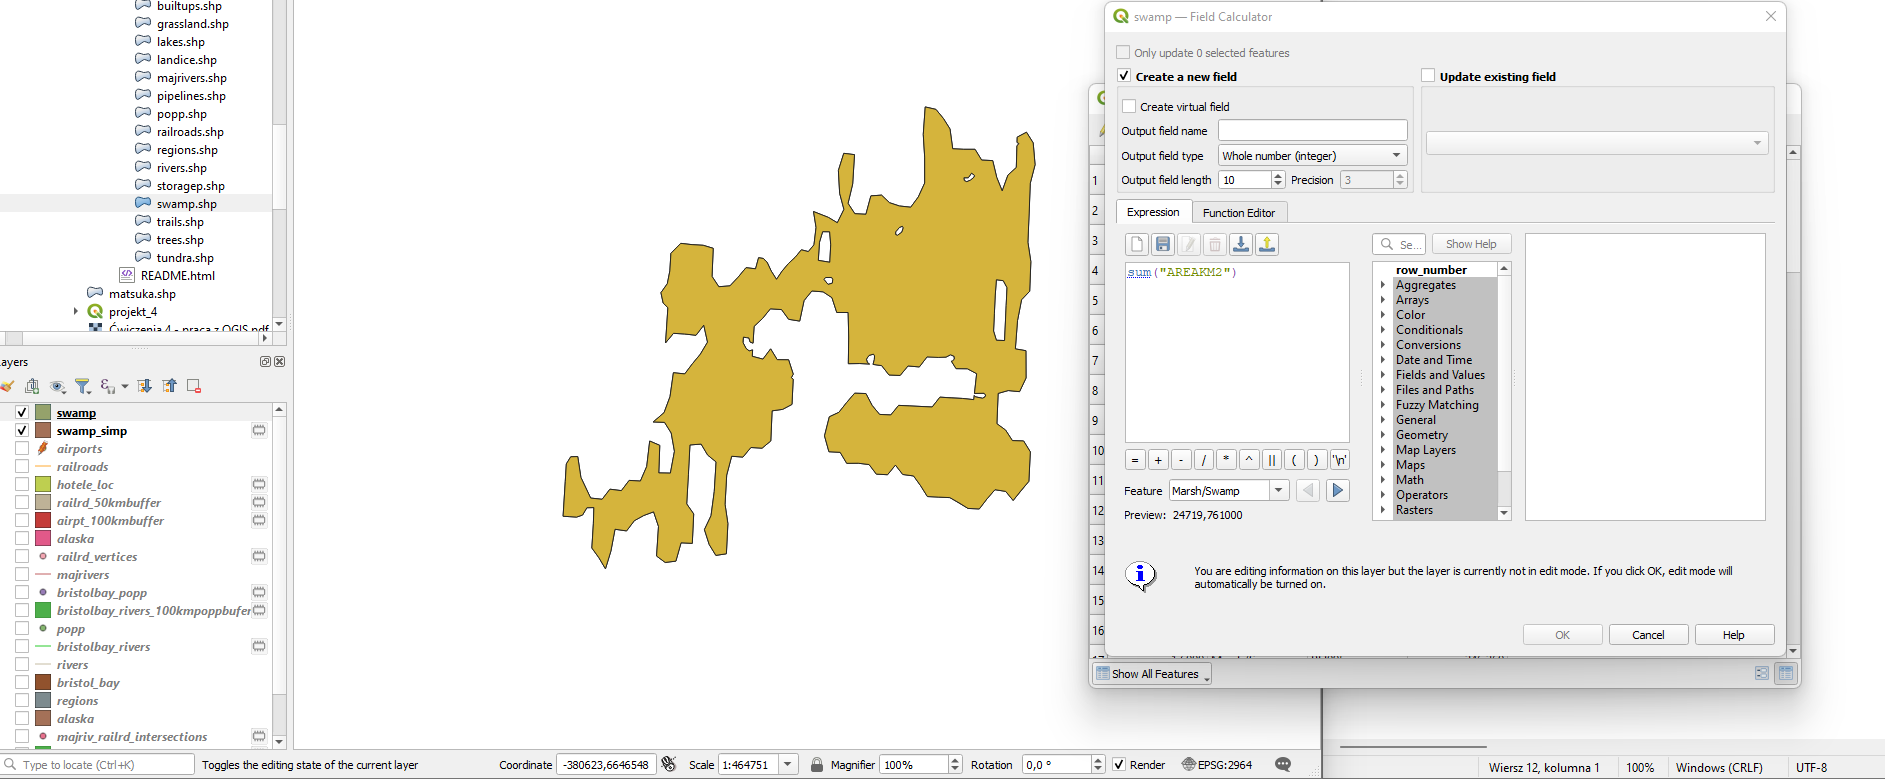 builtups.shp
grassland.shp
lakes.shp
landice.shp
majrivers.shp
pipelines.shp
popp.shp
railroads.shp
regions.shp
rivers.shp
storagep.shp
swamp.shp
trails.shp
trees.shp
tundra.shp
README.html
matsuka.shp
projekt_4
Ćwiczenia 4 - praca z QGIS.pdf
ayers
swamp
swamp_simp
airports
railroads
hotele_loc
railrd_50kmbuffer
airpt_100kmbuffer
alaska
railrd_vertices
majrivers
bristolbay_popp
bristolbay_rivers_100kmpoppbufer
popp
bristolbay_rivers
rivers
bristol_bay
regions
alaska
majriv_railrd_intersections
swamp — Field Calculator
Only update 0 selected features
Create a new field
Update existing field
Create virtual field
Output field name
Output field type Whole number (integer)
Output field length 10 Precision 3
Expression Function Editor
Se... Show Help
sum("AREAKM2")
row_number
Aggregates
Arrays
Color
Conditionals
Conversions
Date and Time
Fields and Values
Files and Paths
Fuzzy Matching
General
Geometry
Map Layers
Maps
Math
Operators
Rasters
= + - / * ^ || ( ) '\n'
Feature Marsh/Swamp
Preview: 24719,761000
You are editing information on this layer but the layer is currently not in edit mode. If you click OK, edit mode will
automatically be turned on.
OK Cancel Help
1
2
3
4
5
6
7
8
9
10
11
12
13
14
15
16
Show All Features
Type to locate (Ctrl+K) Toggles the editing state of the current layer Coordinate -380623,6646548 Scale 1:464751 Magnifier 100% Rotation 0,0 ° Render EPSG:2964
Wiersz 12, kolumna 1 100% Windows (CRLF) UTF-8